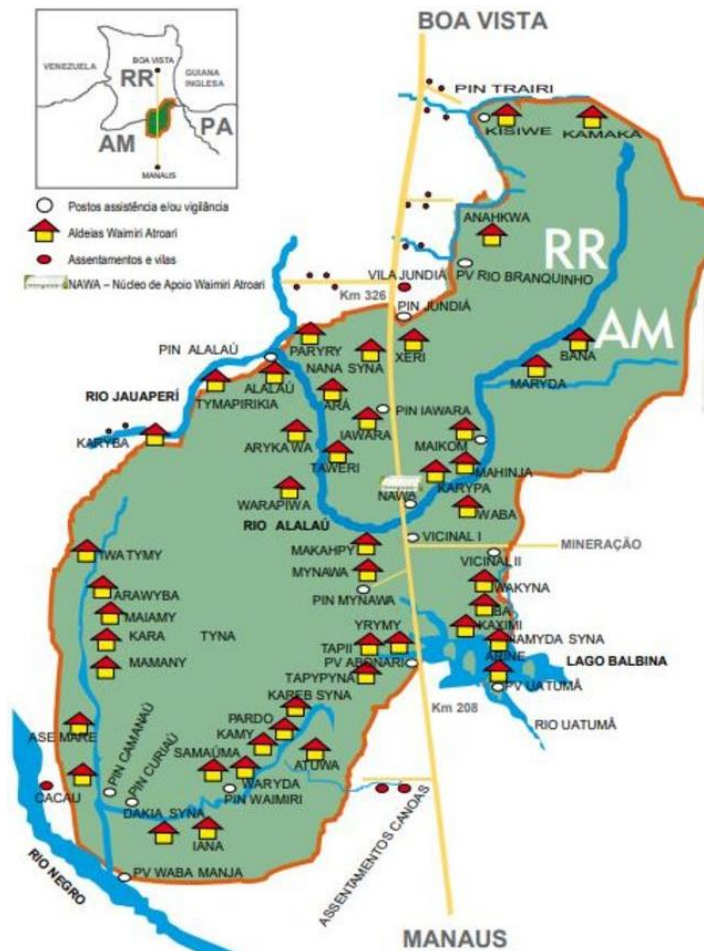 BOA VISTA
BOA VISTA
VENEZUELA
RR
GUIANA
INGLESA
AM
PA
MANAUS
Postos assistência e/ou vigilância
Aldeias Waimiri Atroari
Assentamentos e vilas
NAWA – Núcleo de Apoio Waimiri Atroari
PIN TRAIRI
KISIWE
KAMAKA
ANAHKWA
RR
VILA JUNDIÁ
PV RIO BRANQUINHO
Km 326
PIN JUNDIÁ
AM
PIN ALALAÚ
PARYRY
NANA SYNA
XERI
BANA
MARYDA
RIO JAUAPERÍ
ALALAÚ
TYMAPIRIKIA
ARÁ
PIN IAWARA
KARYBA
ARYKAWA
IAWARA
MAIKOM
TAWERI
MAHINJA
KARYPA
WARAPIWA
NAWA
WABA
RIO ALALAÚ
VICINAL I
MINERAÇÃO
IWATYMY
MAKAHPY
VICINAL II
MYNAWA
WAKYNA
ARAWYBA
PIN MYNAWA
BA
MAIAMY
KAXIMI
YRYMY
KARA TYNA
NAMYDA SYNA
TAPII
ARINE
LAGO BALBINA
MAMANY
PV ABONARI
TAPYPYNA
PV UATUMÃ
KAREB SYNA
Km 208
PARDO
RIO UATUMÃ
ASE MARE
KAMY
SAMAÚMA
ATUWA
PIN CAMANAÚ
PIN CURIAÚ
WARYDA
CACAU
PIN WAIMIRI
DAKIA SYNA
IANA
ASSENTAMENTOS CANOAS
RIO NEGRO
PV WABA MANJA
MANAUS